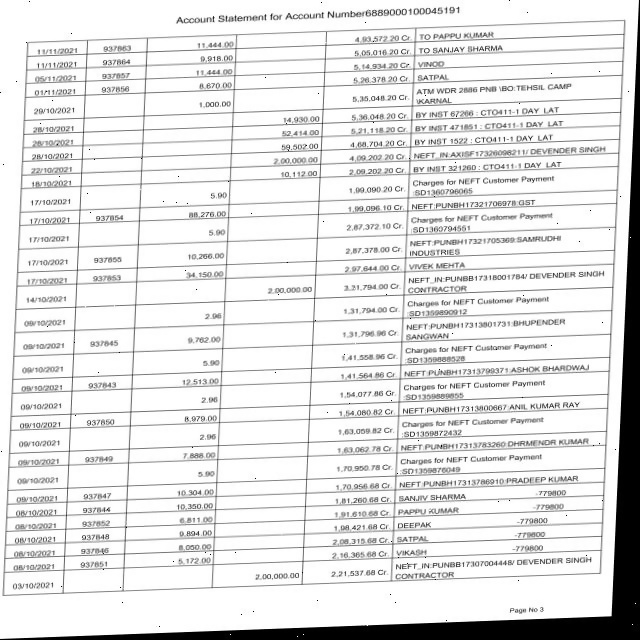 Account Statement for Account Number6889000100045191
11/11/2021 937863 11,444.00 4,93,572.20 Cr. TO PAPPU KUMAR
11/11/2021 937864 9,918.00 5,05,016.20 Cr. TO SANJAY SHARMA
05/11/2021 937857 11,444.00 5,14,934.20 Cr. VINOD
01/11/2021 937856 8,670.00 5,26,378.20 Cr. SATPAL
29/10/2021 1,000.00 5,35,048.20 Cr. ATM WDR 2886 PNB \BO:TEHSIL CAMP
\KARNAL
28/10/2021 14,930.00 5,36,048.20 Cr. BY INST 67266 : CTO411-1 DAY LAT
28/10/2021 52,414.00 5,21,118.20 Cr. BY INST 471851 : CTO411-1 DAY LAT
28/10/2021 59,502.00 4,68,704.20 Cr. BY INST 1522 : CTO411-1 DAY LAT
22/10/2021 2,00,000.00 4,09,202.20 Cr. NEFT_IN:AXISF17326098211/ DEVENDER SINGH
18/10/2021 10,112.00 2,09,202.20 Cr. BY INST 321260 : CTO411-1 DAY LAT
17/10/2021 5.90 1,99,090.20 Cr. Charges for NEFT Customer Payment
:SD1360796065
17/10/2021 937854 88,276.00 1,99,096.10 Cr. NEFT:PUNBH17321706978:GST
17/10/2021 5.90 2,87,372.10 Cr. Charges for NEFT Customer Payment
:SD1360794551
17/10/2021 937855 10,266.00 2,87,378.00 Cr. NEFT:PUNBH17321705369:SAMRUDHI
INDUSTRIES
17/10/2021 937853 34,150.00 2,97,644.00 Cr. VIVEK MEHTA
14/10/2021 2,00,000.00 3,31,794.00 Cr. NEFT_IN:PUNBB17318001784/ DEVENDER SINGH
CONTRACTOR
09/10/2021 2.96 1,31,794.00 Cr. Charges for NEFT Customer Payment
:SD1359890912
09/10/2021 937845 9,762.00 1,31,796.96 Cr. NEFT:PUNBH17313801731:BHUPENDER
SANGWAN
09/10/2021 5.90 1,41,558.96 Cr. Charges for NEFT Customer Payment
:SD1359888528
09/10/2021 937843 12,513.00 1,41,564.86 Cr. NEFT:PUNBH17313799371:ASHOK BHARDWAJ
09/10/2021 2.96 1,54,077.86 Cr. Charges for NEFT Customer Payment
:SD1359889855
09/10/2021 937850 8,979.00 1,54,080.82 Cr. NEFT:PUNBH17313800667:ANIL KUMAR RAY
09/10/2021 2.96 1,63,059.82 Cr. Charges for NEFT Customer Payment
:SD1359872432
09/10/2021 937849 7,888.00 1,63,062.78 Cr. NEFT:PUNBH17313783260:DHRMENDR KUMAR
09/10/2021 5.90 1,70,950.78 Cr. Charges for NEFT Customer Payment
:SD1359876049
09/10/2021 937847 10,304.00 1,70,956.68 Cr. NEFT:PUNBH17313786910:PRADEEP KUMAR
08/10/2021 937844 10,350.00 1,81,260.68 Cr. SANJIV SHARMA -779800
08/10/2021 937852 6,811.00 1,91,610.68 Cr. PAPPU KUMAR -779800
08/10/2021 937848 9,894.00 1,98,421.68 Cr. DEEPAK -779800
08/10/2021 937846 8,050.00 2,08,315.68 Cr. SATPAL -779800
08/10/2021 937851 5,172.00 2,16,365.68 Cr. VIKASH -779800
03/10/2021 2,00,000.00 2,21,537.68 Cr. NEFT_IN:PUNBB17307004448/ DEVENDER SINGH
CONTRACTOR
Page No 3